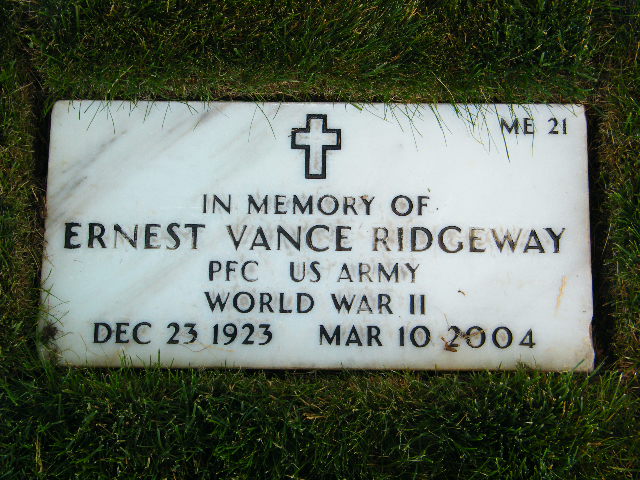 ME 21
IN MEMORY OF
ERNEST VANCE RIDGEWAY
PFC US ARMY
WORLD WAR II
DEC 23 1923 MAR 10 2004